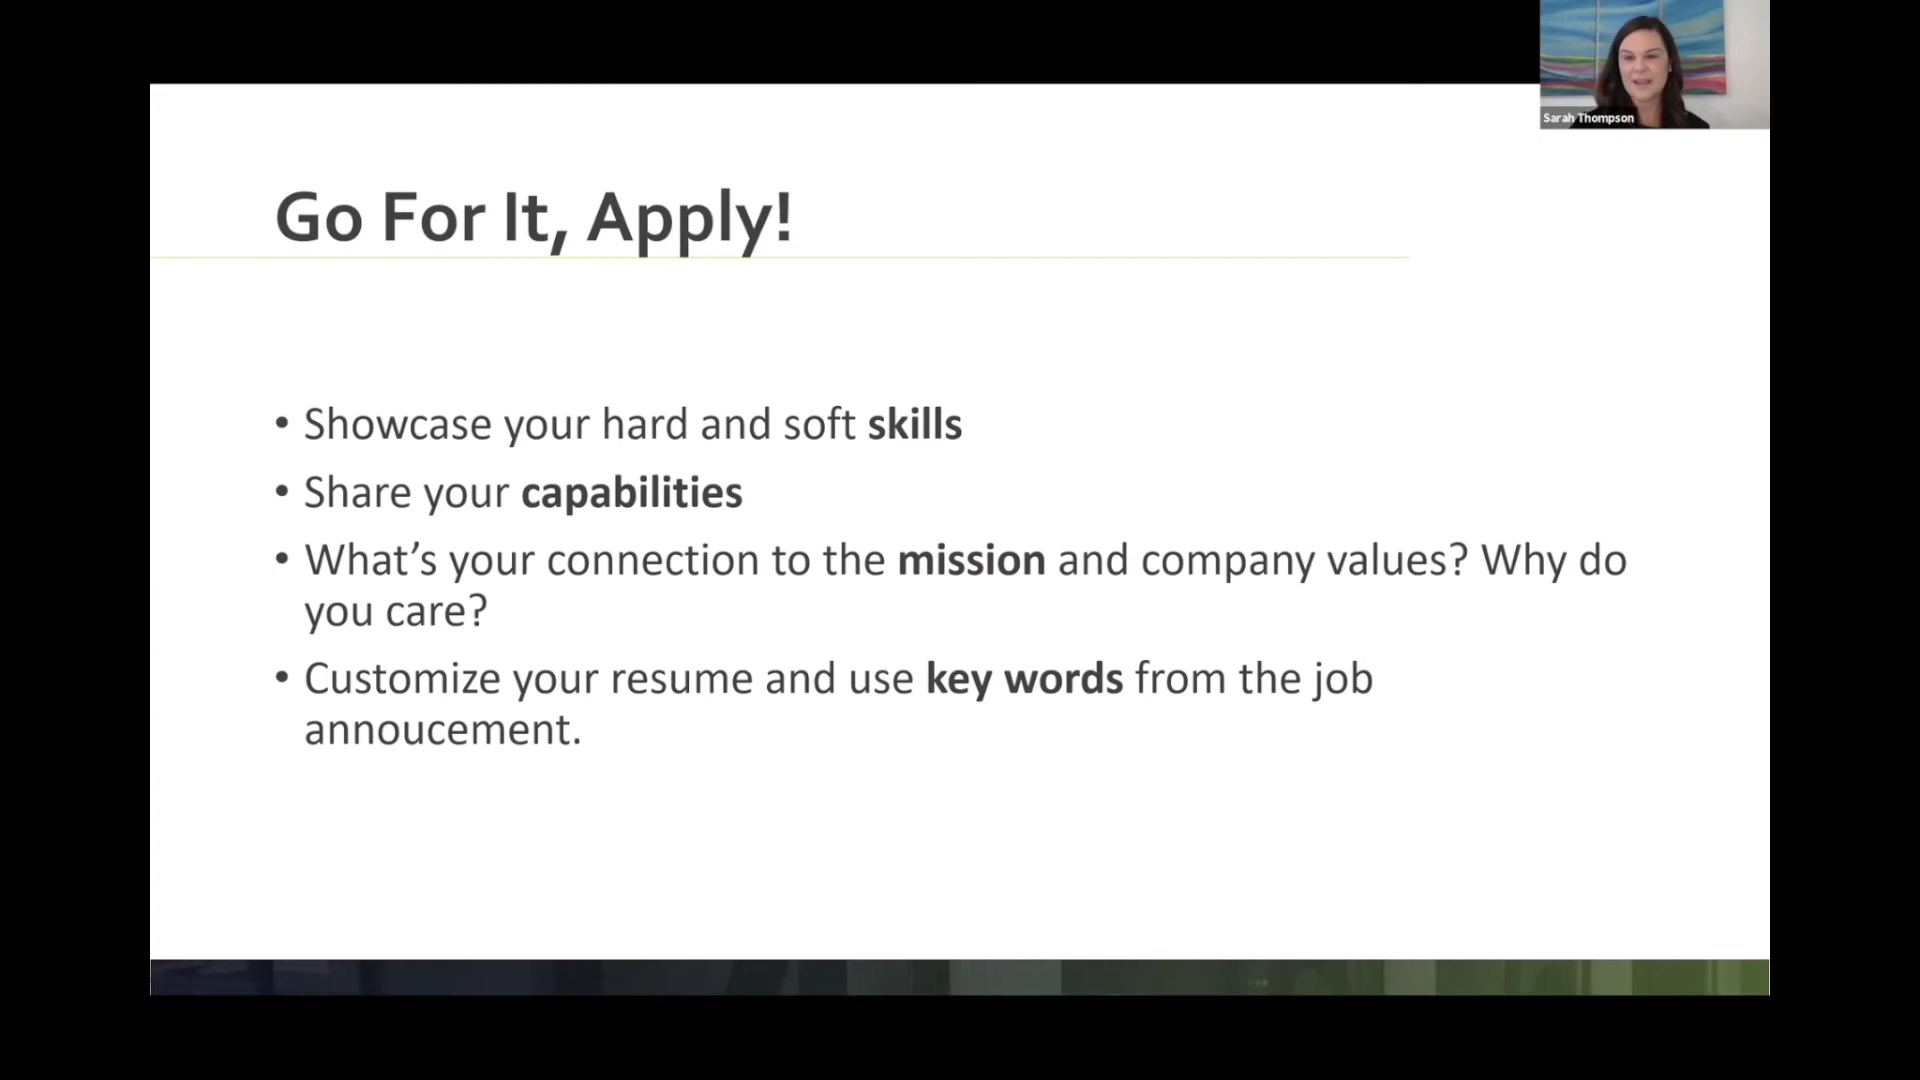 Sarah Thompson
Go For It, Apply!
• Showcase your hard and soft skills
• Share your capabilities
• What’s your connection to the mission and company values? Why do
you care?
• Customize your resume and use key words from the job
annoucement.